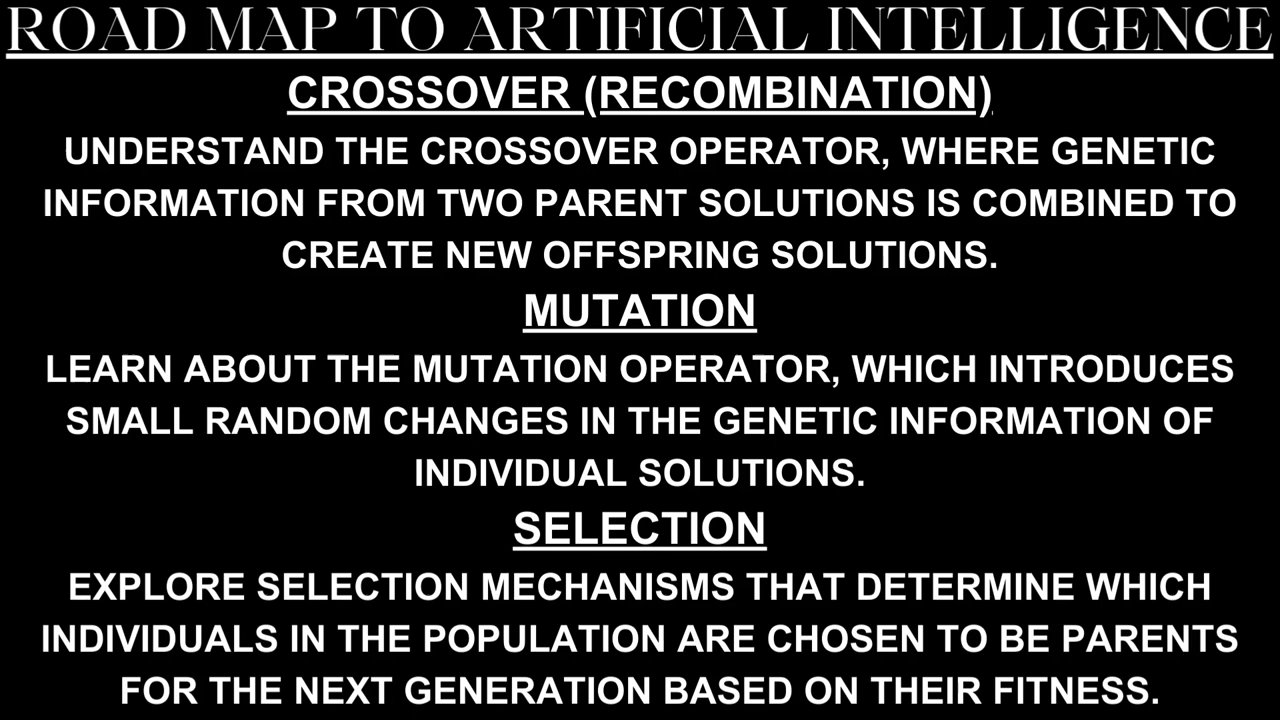 ROAD MAP TO ARTIFICIAL INTELLIGENCE
CROSSOVER (RECOMBINATION)
UNDERSTAND THE CROSSOVER OPERATOR, WHERE GENETIC
INFORMATION FROM TWO PARENT SOLUTIONS IS COMBINED TO
CREATE NEW OFFSPRING SOLUTIONS.
MUTATION
LEARN ABOUT THE MUTATION OPERATOR, WHICH INTRODUCES
SMALL RANDOM CHANGES IN THE GENETIC INFORMATION OF
INDIVIDUAL SOLUTIONS.
SELECTION
EXPLORE SELECTION MECHANISMS THAT DETERMINE WHICH
INDIVIDUALS IN THE POPULATION ARE CHOSEN TO BE PARENTS
FOR THE NEXT GENERATION BASED ON THEIR FITNESS.